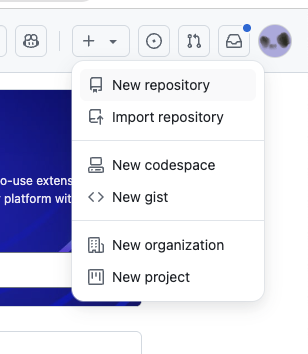 New repository
Import repository
o-use extens
platform wit
New codespace
New gist
New organization
New project